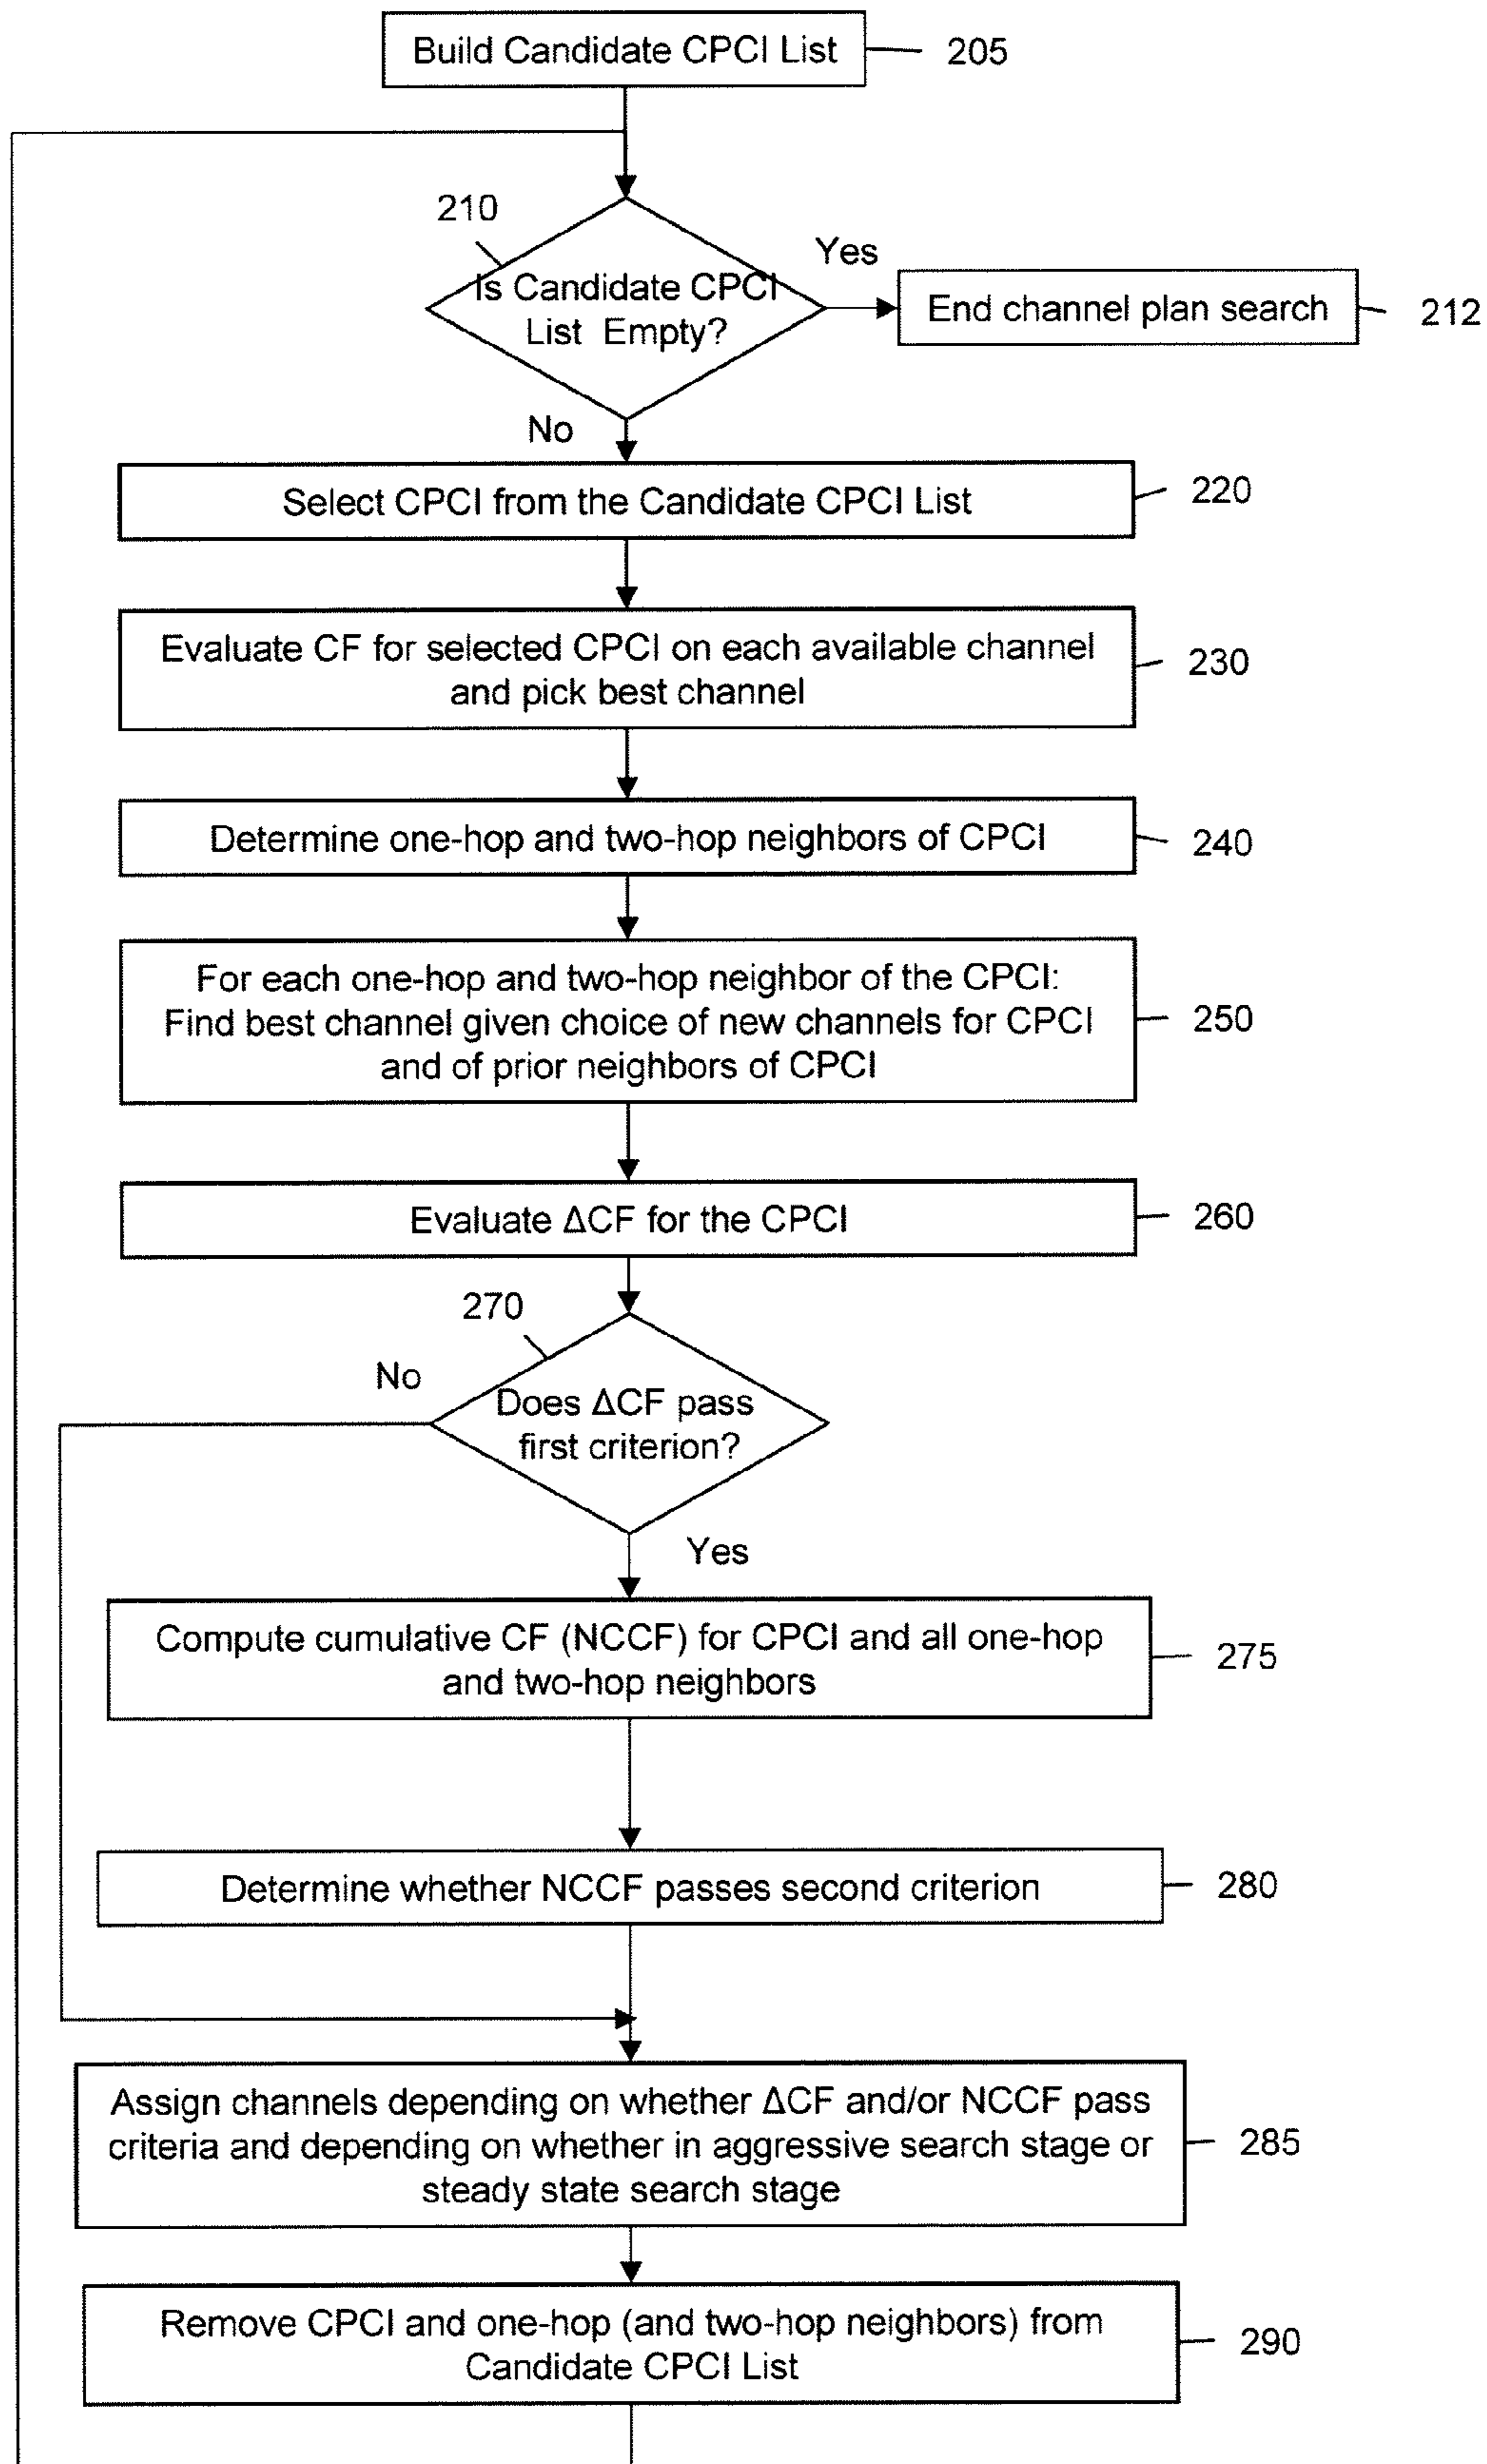 Build Candidate CPCI List
205
210
Is Candidate CPCI
List Empty?
Yes
End channel plan search
212
No
Select CPCI from the Candidate CPCI List
220
Evaluate CF for selected CPCI on each available channel
and pick best channel
230
Determine one-hop and two-hop neighbors of CPCI
240
For each one-hop and two-hop neighbor of the CPCI:
Find best channel given choice of new channels for CPCI
and of prior neighbors of CPCI
250
Evaluate ΔCF for the CPCI
260
270
No
Does ΔCF pass
first criterion?
Yes
Compute cumulative CF (NCCF) for CPCI and all one-hop
and two-hop neighbors
275
Determine whether NCCF passes second criterion
280
Assign channels depending on whether ΔCF and/or NCCF pass
criteria and depending on whether in aggressive search stage or
steady state search stage
285
Remove CPCI and one-hop (and two-hop neighbors) from
Candidate CPCI List
290